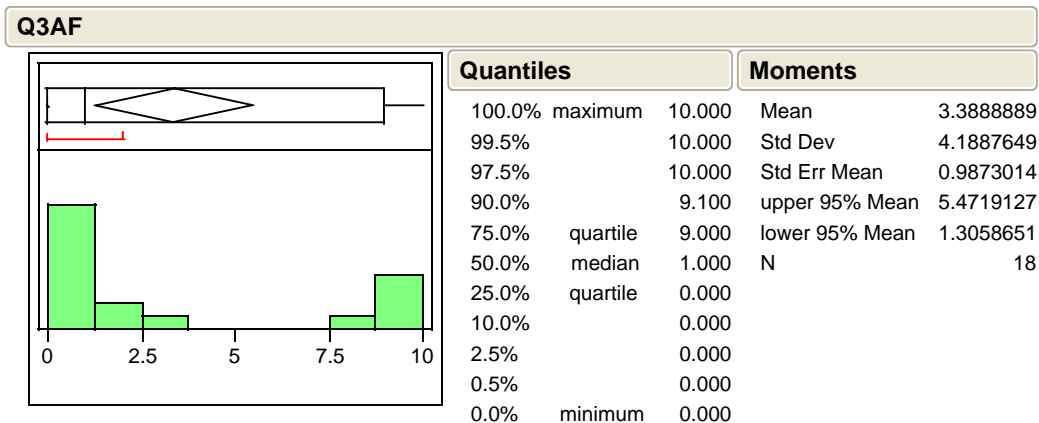 Q3AF
0 2.5 5 7.5 10
Quantiles
100.0% maximum 10.000
99.5% 10.000
97.5% 10.000
90.0% 9.100
75.0% quartile 9.000
50.0% median 1.000
25.0% quartile 0.000
10.0% 0.000
2.5% 0.000
0.5% 0.000
0.0% minimum 0.000
Moments
Mean 3.3888889
Std Dev 4.1887649
Std Err Mean 0.9873014
upper 95% Mean 5.4719127
lower 95% Mean 1.3058651
N 18